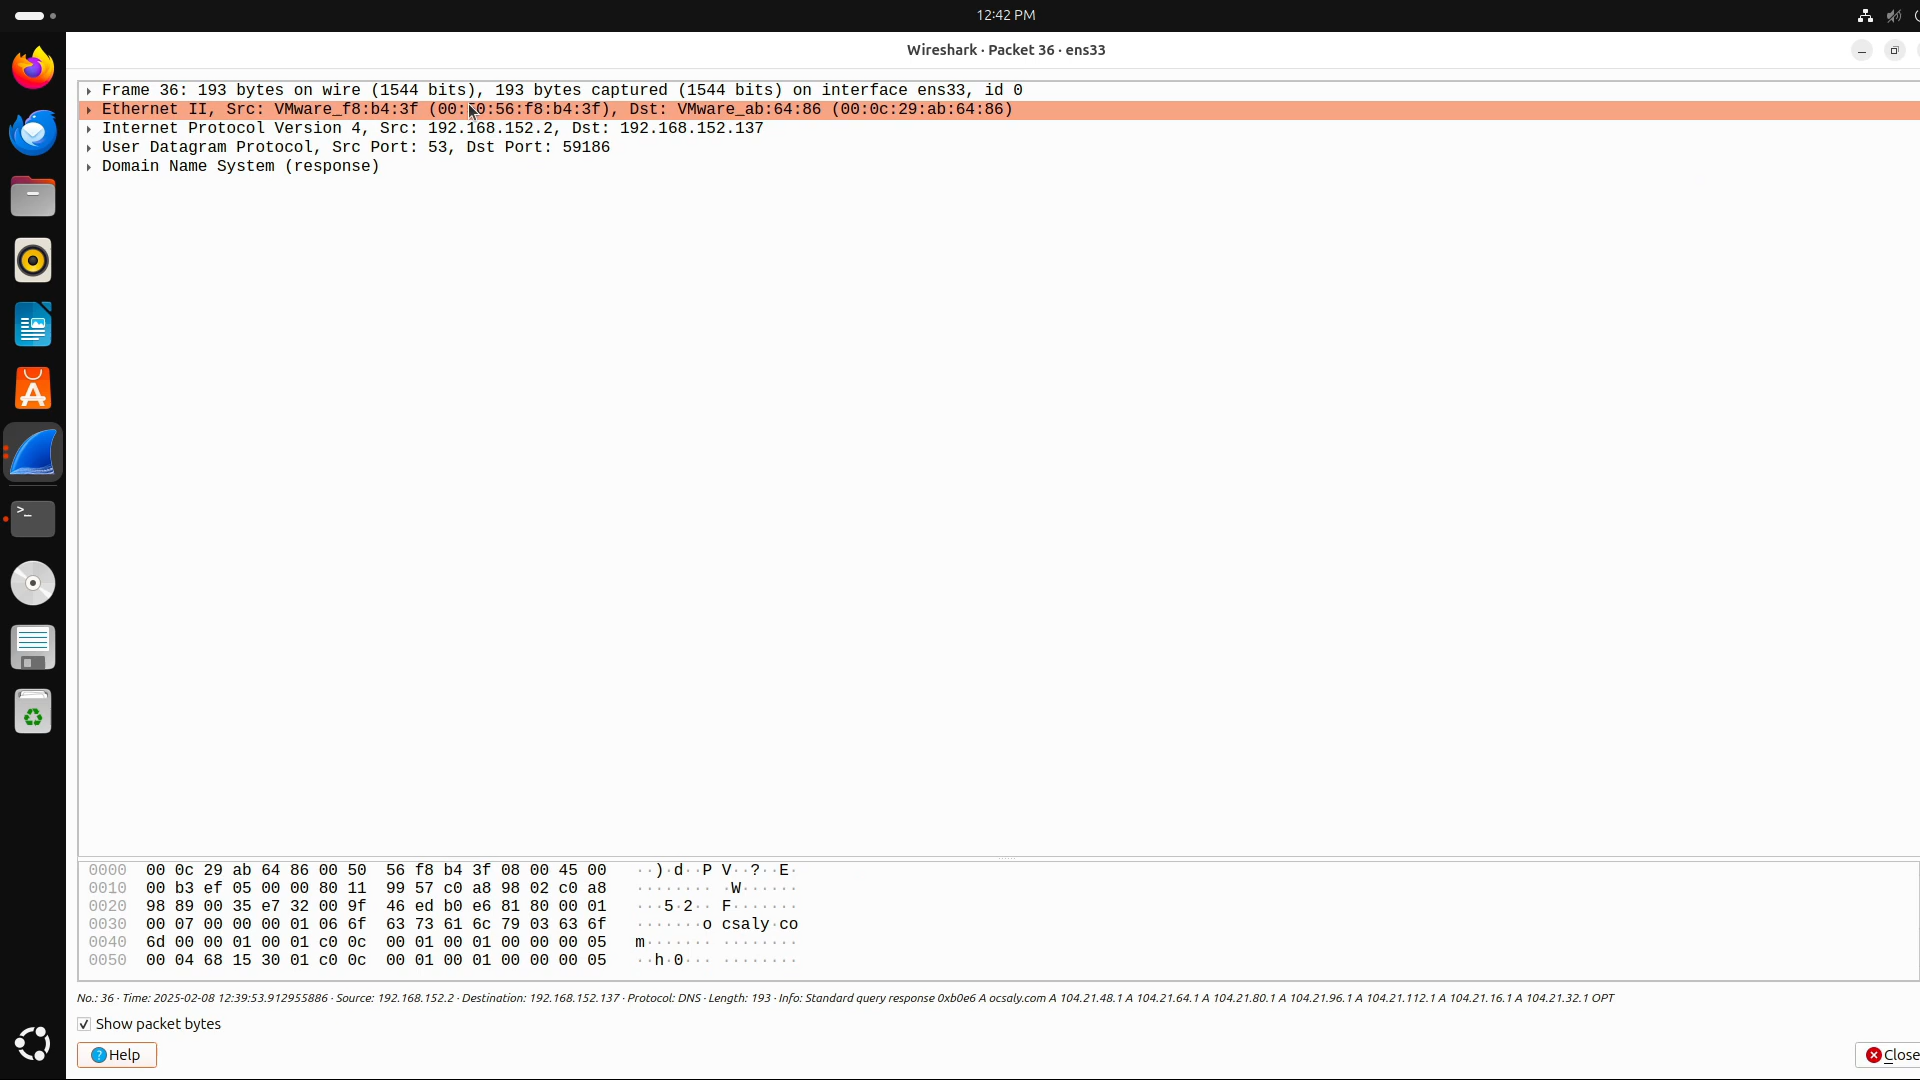 12:42 PM
Wireshark · Packet 36 · ens33
Frame 36: 193 bytes on wire (1544 bits), 193 bytes captured (1544 bits) on interface ens33, id 0
Ethernet II, Src: VMware_f8:b4:3f (00:50:56:f8:b4:3f), Dst: VMware_ab:64:86 (00:0c:29:ab:64:86)
Internet Protocol Version 4, Src: 192.168.152.2, Dst: 192.168.152.137
User Datagram Protocol, Src Port: 53, Dst Port: 59186
Domain Name System (response)
0000 00 0c 29 ab 64 86 00 50 56 f8 b4 3f 08 00 45 00 ··)·d··P V··?··E·
0010 00 b3 ef 05 00 00 80 11 99 57 c0 a8 98 02 c0 a8 ········ ·W······
0020 98 89 00 35 e7 32 00 9f 46 ed b0 e6 81 80 00 01 ···5·2·· F·······
0030 00 07 00 00 00 01 06 6f 63 73 61 6c 79 03 63 6f ·······o csaly·co
0040 6d 00 00 01 00 01 c0 0c 00 01 00 01 00 00 00 05 m······· ········
0050 00 04 68 15 30 01 c0 0c 00 01 00 01 00 00 00 05 ··h·0··· ········
No.: 36 · Time: 2025-02-08 12:39:53.912955886 · Source: 192.168.152.2 · Destination: 192.168.152.137 · Protocol: DNS · Length: 193 · Info: Standard query response 0xb0e6 A ocsaly.com A 104.21.48.1 A 104.21.64.1 A 104.21.80.1 A 104.21.96.1 A 104.21.112.1 A 104.21.16.1 A 104.21.32.1 OPT
Show packet bytes
Help
Close